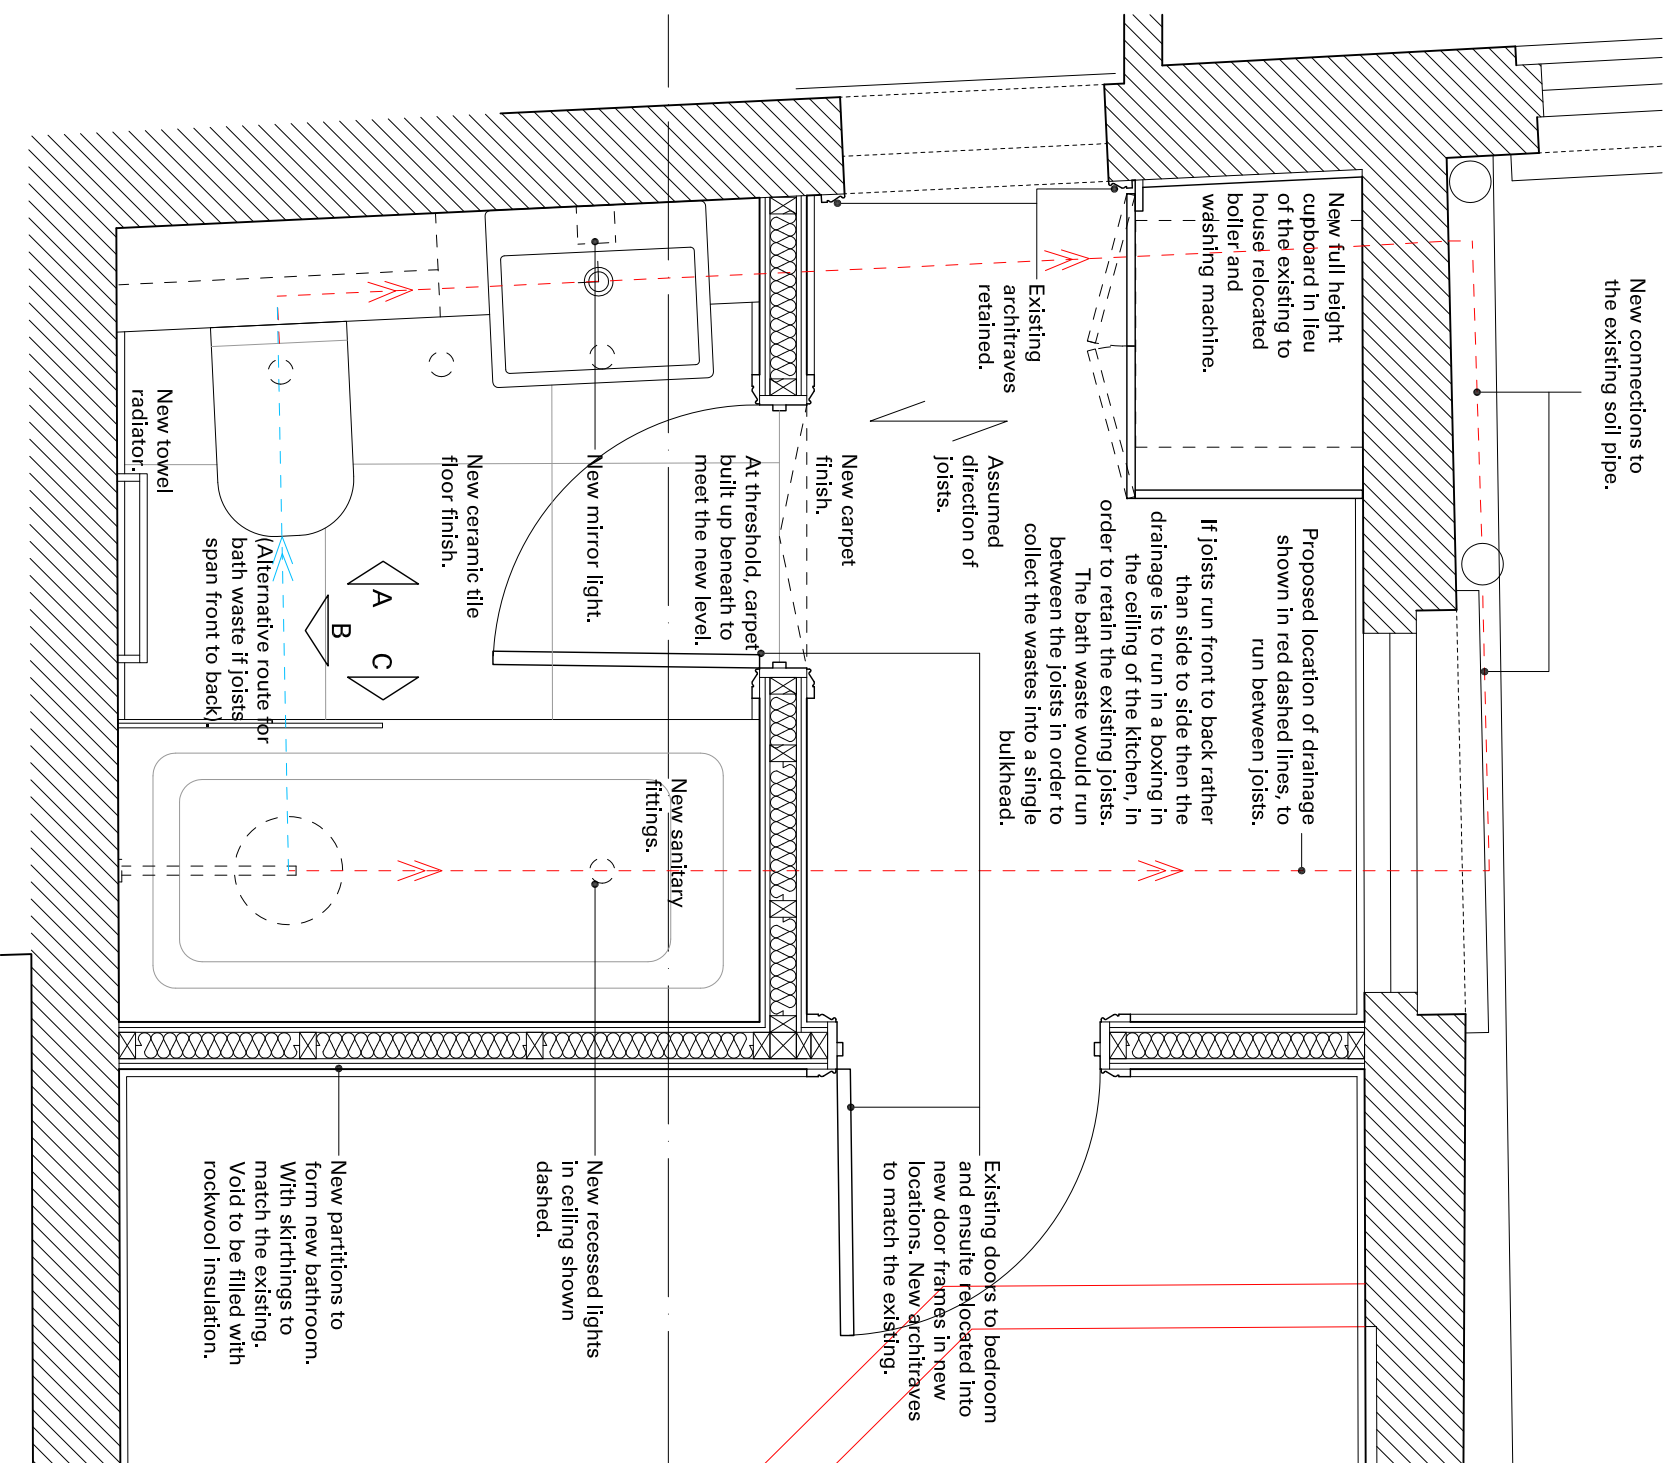 New connections to
the existing soil pipe.
New full height
cupboard in lieu
of the existing to
house relocated
boiler and
washing machine.
Existing
architraves
retained.
Proposed location of drainage
shown in red dashed lines, to
run between joists.
If joists run front to back rather
than side to side then the
drainage is to run in a boxing in
the ceiling of the kitchen, in
order to retain the existing joists.
The bath waste would run
between the joists in order to
collect the wastes into a single
bulkhead.
Assumed
direction of
joists.
New carpet
finish.
At threshold, carpet
built up beneath to
meet the new level.
New mirror light.
New ceramic tile
floor finish.
New towel
radiator.
(Alternative route for
bath waste if joists
span front to back).
A
B
C
New sanitary
fittings.
Existing doors to bedroom
and ensuite relocated into
new door frames in new
locations. New architraves
to match the existing.
New recessed lights
in ceiling shown
dashed.
New partitions to
form new bathroom.
With skirthings to
match the existing.
Void to be filled with
rockwool insulation.